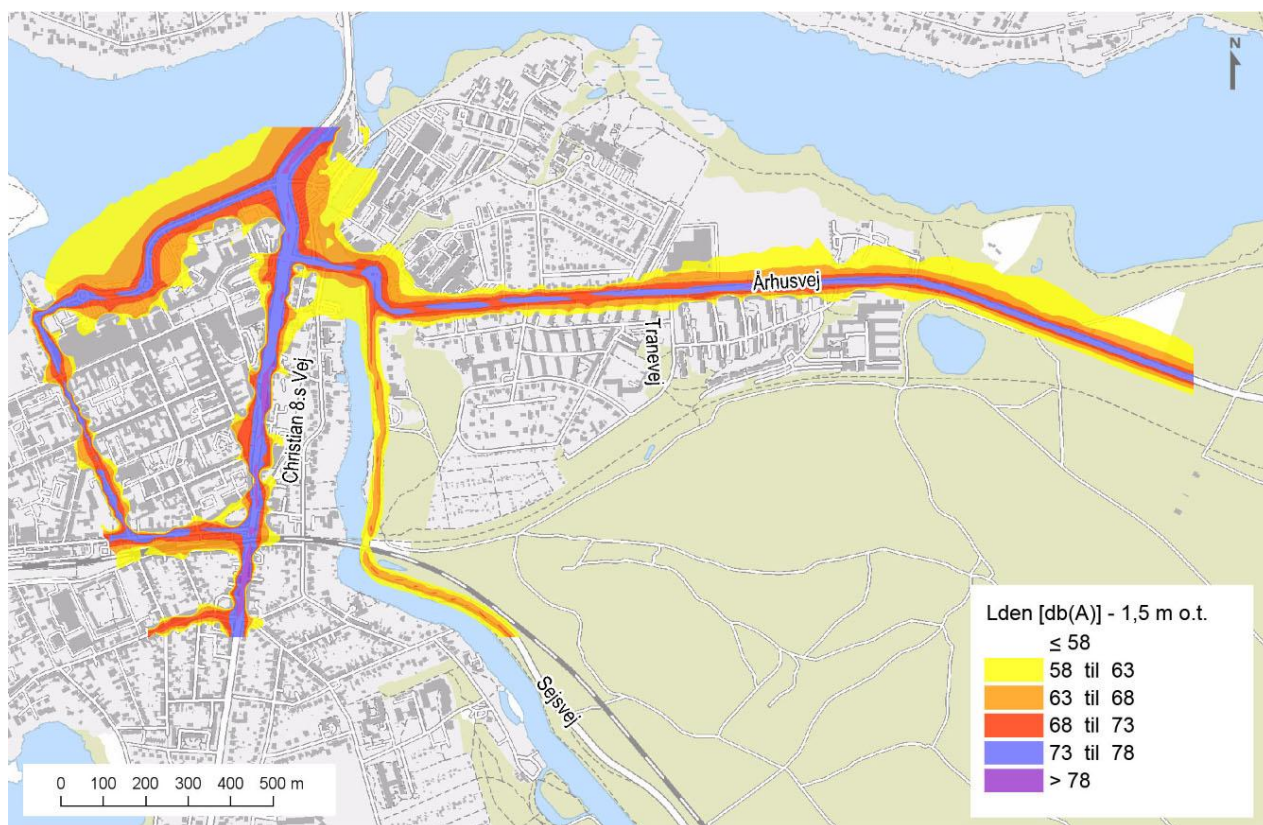 N
Århusvej
Tranevej
Christian 8.s Vej
Sejsvej
Lden [db(A)] - 1,5 m o.t.
≤ 58
58 til 63
63 til 68
68 til 73
73 til 78
> 78
0 100 200 300 400 500 m